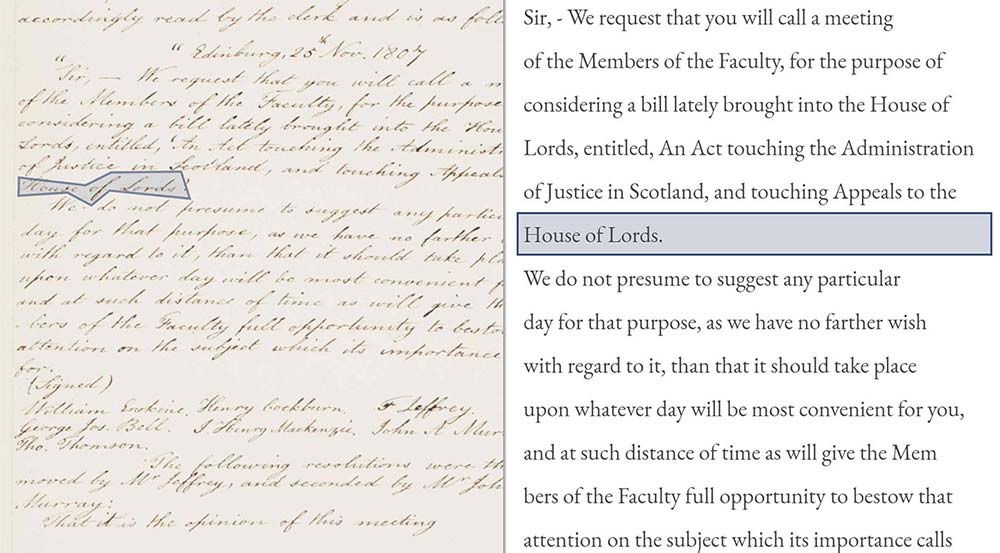 accordingly read by the clerk and is as foll
" " Edinburgh, 25th Nov. 1807
"Sir, — We request that you will call a m
of the Members of the Faculty, for the purpose
considering a bill lately brought into the Hou
Lords, entitled, 'An Act touching the Administr
of Justice in Scotland, and touching Appeals
House of Lords.'
We do not presume to suggest any partic
day for that purpose, as we have no farther
with regard to it, than that it should take pla
upon whatever day will be most convenient f
and at such distance of time as will give th
-bers of the Faculty full opportunity to besto
attention on the subject which its importance
for.
(Signed)
William Erskine. Henry Cockburn. F Jeffrey.
George Jos. Bell. J. Henry Mackenzie. John A Mur
Tho. Thomson.
The following resolutions were th
moved by Mr Jeffrey, and seconded by Mr Joh
Murray:
That it is the opinion of this meeting
Sir, - We request that you will call a meeting
of the Members of the Faculty, for the purpose of
considering a bill lately brought into the House of
Lords, entitled, An Act touching the Administration
of Justice in Scotland, and touching Appeals to the
House of Lords.
We do not presume to suggest any particular
day for that purpose, as we have no farther wish
with regard to it, than that it should take place
upon whatever day will be most convenient for you,
and at such distance of time as will give the Mem
bers of the Faculty full opportunity to bestow that
attention on the subject which its importance calls